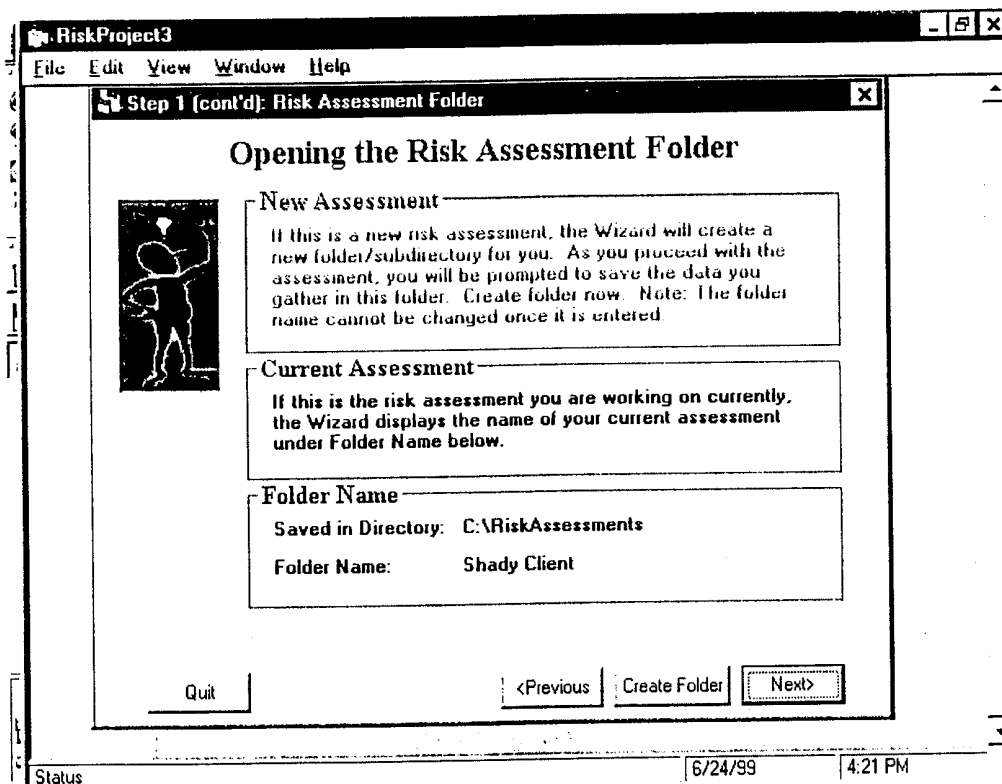 RiskProject3
File Edit View Window Help
Step 1 (cont'd): Risk Assessment Folder
Opening the Risk Assessment Folder
New Assessment
If this is a new risk assessment, the Wizard will create a
new folder/subdirectory for you. As you proceed with the
assessment, you will be prompted to save the data you
gather in this folder. Create folder now. Note: The folder
name cannot be changed once it is entered.
Current Assessment
If this is the risk assessment you are working on currently,
the Wizard displays the name of your current assessment
under Folder Name below.
Folder Name
Saved in Directory: C:\RiskAssessments
Folder Name: Shady Client
Quit <Previous Create Folder Next>
Status 6/24/99 4:21 PM